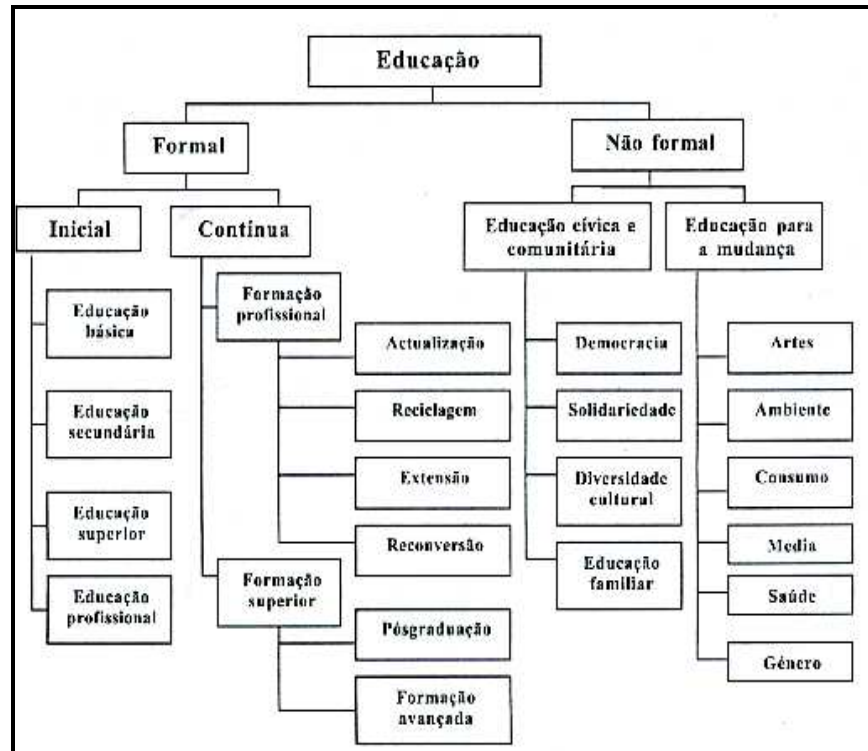 Educação
Formal
Não formal
Inicial
Contínua
Educação cívica e
comunitária
Educação para
a mudança
Educação
básica
Educação
secundária
Educação
superior
Educação
profissional
Formação
profissional
Actualização
Reciclagem
Extensão
Reconversão
Formação
superior
Pósgraduação
Formação
avançada
Democracia
Solidariedade
Diversidade
cultural
Educação
familiar
Artes
Ambiente
Consumo
Media
Saúde
Género